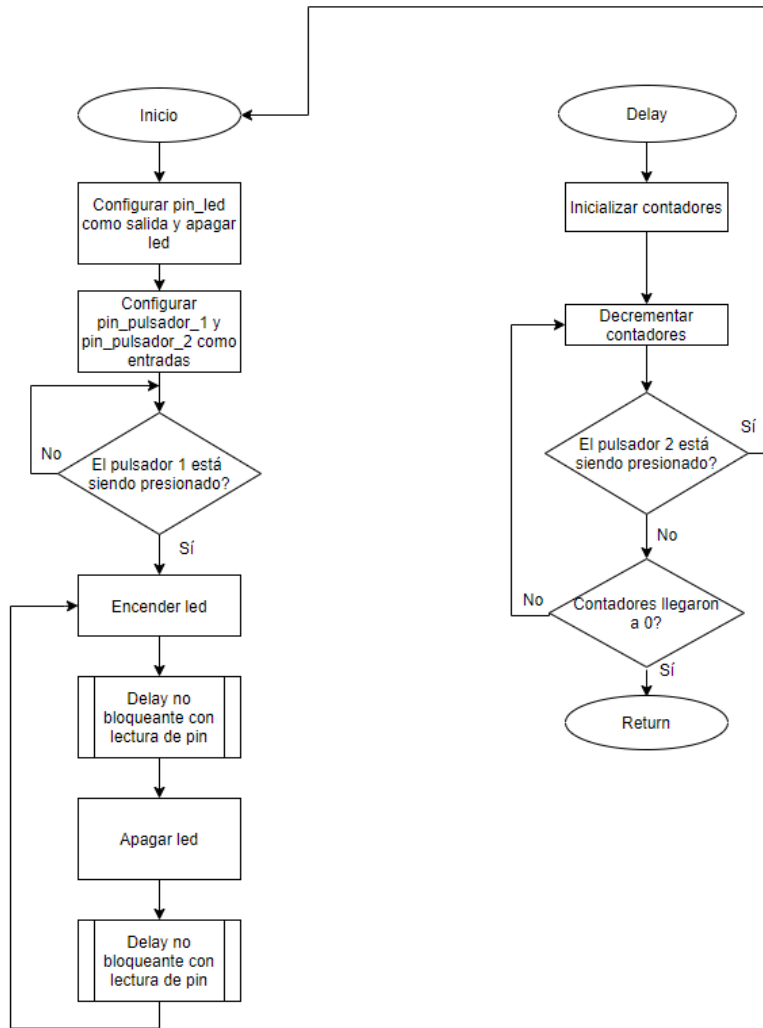 Inicio
Configurar pin_led
como salida y apagar
led
Configurar
pin_pulsador_1 y
pin_pulsador_2 como
entradas
No
El pulsador 1 está
siendo presionado?
Sí
Encender led
Delay no
bloqueante con
lectura de pin
Apagar led
Delay no
bloqueante con
lectura de pin
Delay
Inicializar contadores
Decrementar
contadores
Sí
El pulsador 2 está
siendo presionado?
No
No
Contadores llegaron
a 0?
Sí
Return